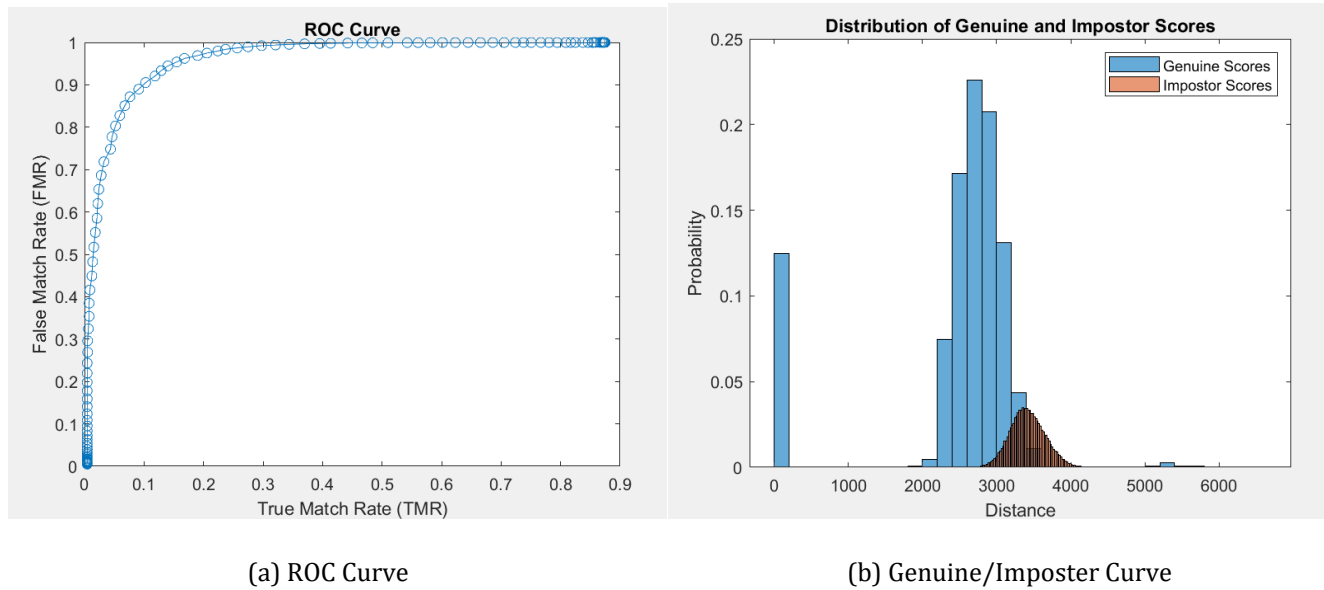 ROC Curve
1
0.9
0.8
0.7
0.6
0.5
0.4
0.3
0.2
0.1
0
False Match Rate (FMR)
0 0.1 0.2 0.3 0.4 0.5 0.6 0.7 0.8 0.9
True Match Rate (TMR)
Distribution of Genuine and Impostor Scores
Genuine Scores
Impostor Scores
0.25
0.2
0.15
0.1
0.05
0
Probability
0 1000 2000 3000 4000 5000 6000
Distance
(a) ROC Curve
(b) Genuine/Imposter Curve